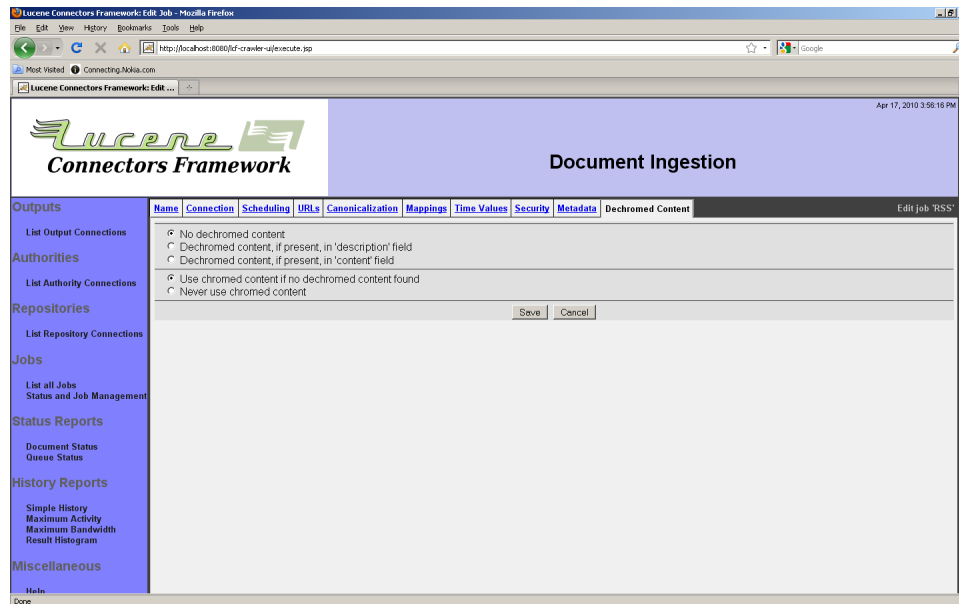 Lucene Connectors Framework: Edit Job - Mozilla Firefox
File Edit View History Bookmarks Tools Help
http://localhost:8080/lcf-crawler-ui/execute.jsp
Google
Most Visited Connecting.Nokia.com
Lucene Connectors Framework: Edit ...
Apr 17, 2010 3:56:16 PM
Lucene
Connectors Framework
Document Ingestion
Name Connection Scheduling URLs Canonicalization Mappings Time Values Security Metadata Dechromed Content
Edit job 'RSS'
Outputs
List Output Connections
Authorities
List Authority Connections
Repositories
List Repository Connections
Jobs
List all Jobs
Status and Job Management
Status Reports
Document Status
Queue Status
History Reports
Simple History
Maximum Activity
Maximum Bandwidth
Result Histogram
Miscellaneous
Help
No dechromed content
Dechromed content, if present, in 'description' field
Dechromed content, if present, in 'content' field
Use chromed content if no dechromed content found
Never use chromed content
Save Cancel
Done